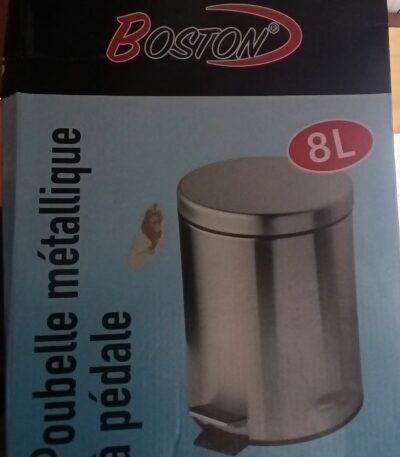 BOSTON®
8L
Poubelle métallique
à pédale